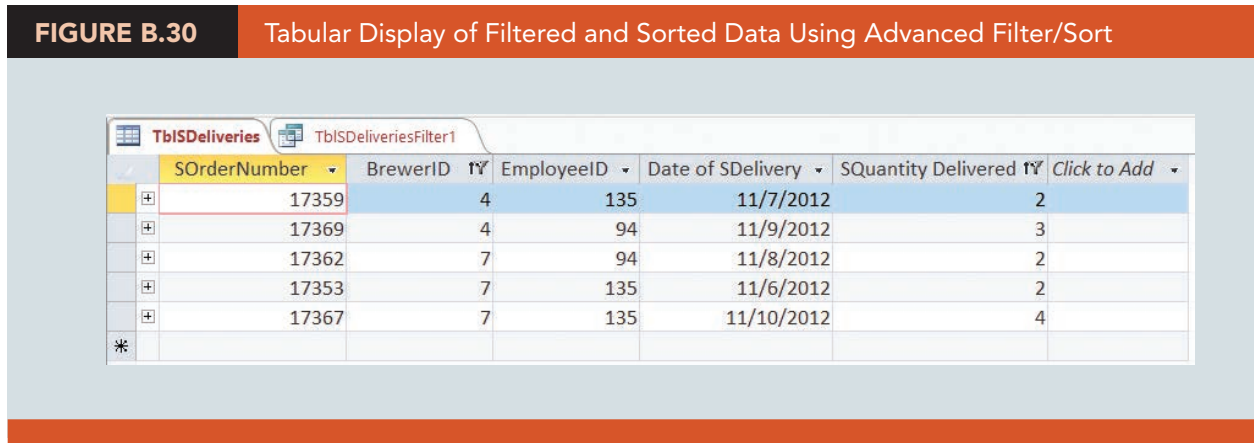 FIGURE B.30 Tabular Display of Filtered and Sorted Data Using Advanced Filter/Sort
TblSDeliveries TblSDeliveriesFilter1
SOrderNumber BrewerID EmployeeID Date of SDelivery SQuantity Delivered Click to Add
17359 4 135 11/7/2012 2
17369 4 94 11/9/2012 3
17362 7 94 11/8/2012 2
17353 7 135 11/6/2012 2
17367 7 135 11/10/2012 4